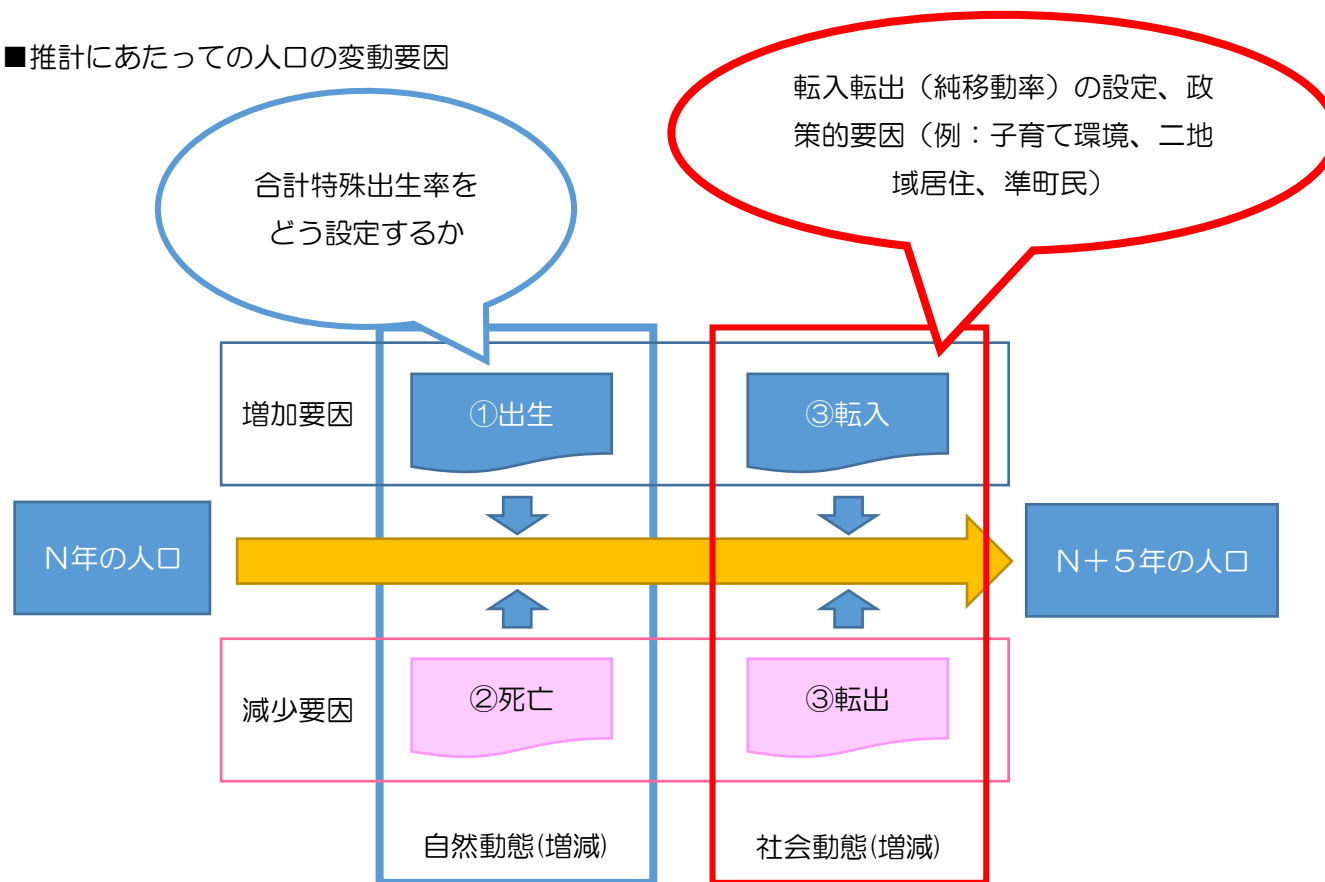 ■推計にあたっての人口の変動要因
転入転出（純移動率）の設定、政
策的要因（例：子育て環境、二地
域居住、準町民）
合計特殊出生率を
どう設定するか
増加要因
①出生
③転入
N年の人口
N＋５年の人口
減少要因
②死亡
③転出
自然動態(増減)
社会動態(増減)